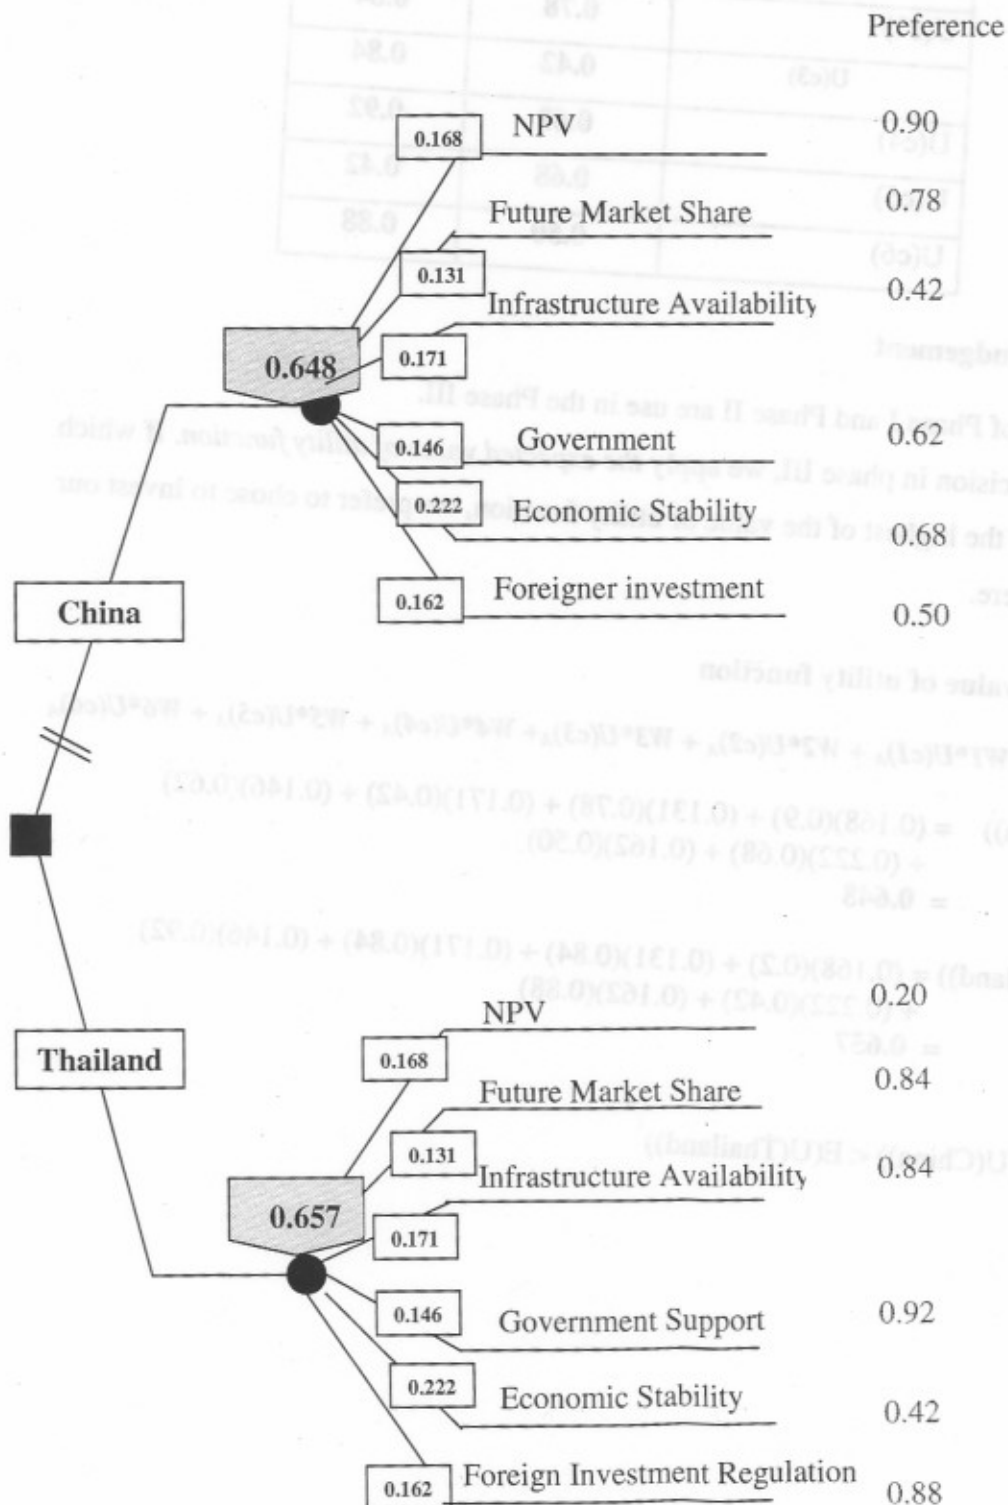 Preference
0.168 NPV 0.90
Future Market Share 0.78
0.131
Infrastructure Availability 0.42
0.171
0.648
0.146 Government 0.62
0.222 Economic Stability 0.68
0.162 Foreigner investment 0.50
China
Thailand
NPV 0.20
0.168
Future Market Share 0.84
0.131
Infrastructure Availability 0.84
0.171
0.657
0.146 Government Support 0.92
0.222 Economic Stability 0.42
0.162 Foreign Investment Regulation 0.88